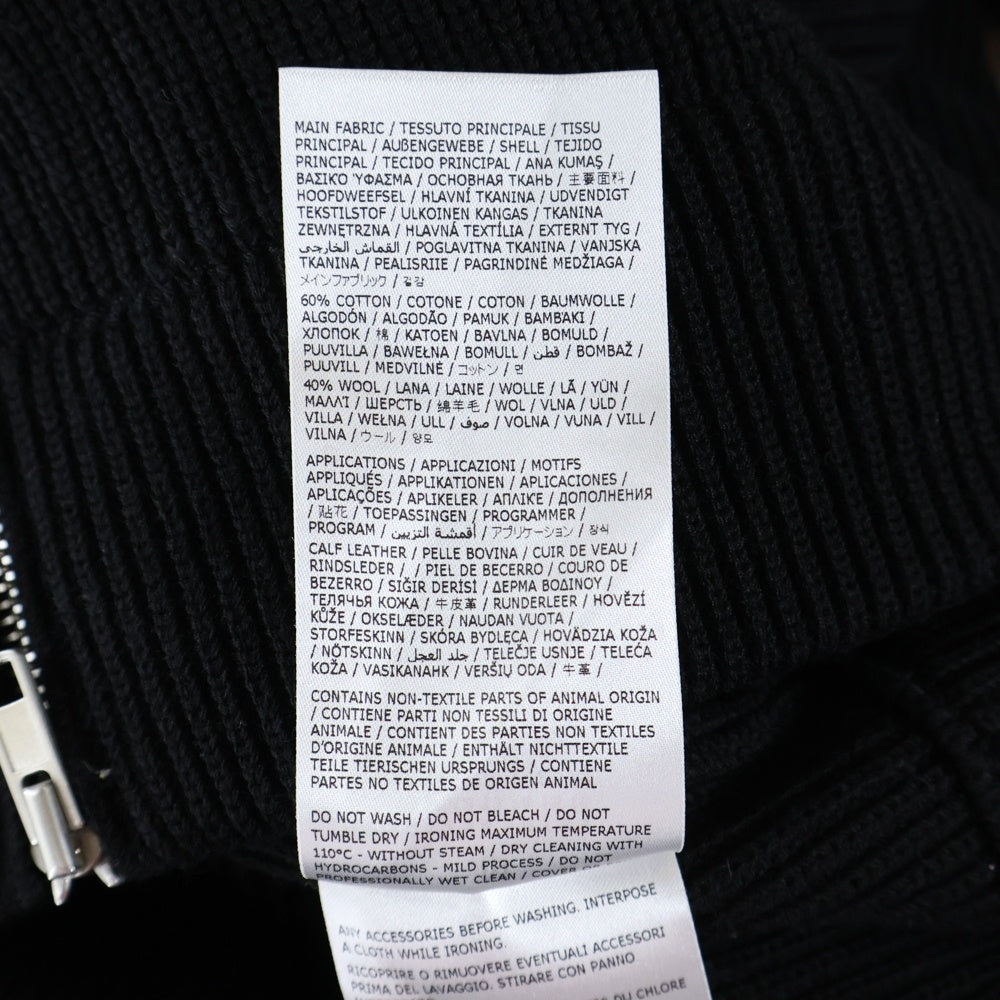 MAIN FABRIC / TESSUTO PRINCIPALE / TISSU
PRINCIPAL / AUßENGEWEBE / SHELL / TEJIDO
PRINCIPAL / TECIDO PRINCIPAL / ANA KUMAŞ /
ΒΑΣΙΚΟ ΎΦΑΣΜΑ / ОСНОВНАЯ ТКАНЬ / 主要面料 /
HOOFDWEEFSEL / HLAVNÍ TKANINA / UDVENDIGT
TEKSTILSTOF / ULKOINEN KANGAS / TKANINA
ZEWNĘTRZNA / HLAVNÁ TEXTÍLIA / EXTERNT TYG /
القماش الخارجي / POGLAVITNA TKANINA / VANJSKA
TKANINA / PEALISRIIE / PAGRINDINĖ MEDŽIAGA /
メインファブリック / 겉감
60% COTTON / COTONE / COTON / BAUMWOLLE /
ALGODÓN / ALGODÃO / PAMUK / BAMBAKI /
ХЛОПОК / 棉 / KATOEN / BAVLNA / BOMULD /
PUUVILLA / BAWEŁNA / BOMULL / قطن / BOMBAŽ /
PUUVILL / MEDVILNĖ / コットン / 면
40% WOOL / LANA / LAINE / WOLLE / LÃ / YÜN /
ΜΑΛΛΊ / ШЕРСТЬ / 绵羊毛 / WOL / VLNA / ULD /
VILLA / WEŁNA / ULL / صوف / VOLNA / VUNA / VILL /
VILNA / ウール / 양모
APPLICATIONS / APPLICAZIONI / MOTIFS
APPLIQUÉS / APPLIKATIONEN / APLICACIONES /
APLICAÇÕES / APLIKELER / ΑΠΛΙΚΈ / ДОПОЛНЕНИЯ
/ 貼花 / TOEPASSINGEN / PROGRAMMER /
PROGRAM / أقمشة التزيين / アプリケーション / 장식
CALF LEATHER / PELLE BOVINA / CUIR DE VEAU /
RINDSLEDER / / PIEL DE BECERRO / COURO DE
BEZERRO / SIĞIR DERİSİ / ΔΕΡΜΑ ΒΟΔΙΝΟΥ /
ТЕЛЯЧЬЯ КОЖА / 牛皮革 / RUNDERLEER / HOVĚZÍ
KŮŽE / OKSELÆDER / NAUDAN VUOTA /
STORFESKINN / SKÓRA BYDLĘCA / HOVÄDZIA KOŽA
/ NÖTSKINN / جلد العجل / TELEČJE USNJE / TELEĆA
KOŽA / VASIKANAHK / VERŠIŲ ODA / 牛革 /
CONTAINS NON-TEXTILE PARTS OF ANIMAL ORIGIN
/ CONTIENE PARTI NON TESSILI DI ORIGINE
ANIMALE / CONTIENT DES PARTIES NON TEXTILES
D'ORIGINE ANIMALE / ENTHÄLT NICHTTEXTILE
TEILE TIERISCHEN URSPRUNGS / CONTIENE
PARTES NO TEXTILES DE ORIGEN ANIMAL
DO NOT WASH / DO NOT BLEACH / DO NOT
TUMBLE DRY / IRONING MAXIMUM TEMPERATURE
110°C - WITHOUT STEAM / DRY CLEANING WITH
HYDROCARBONS - MILD PROCESS / DO NOT
PROFESSIONALLY WET CLEAN / COVER OR
ANY ACCESSORIES BEFORE WASHING. INTERPOSE
A CLOTH WHILE IRONING.
RICOPRIRE O RIMUOVERE EVENTUALI ACCESSORI
PRIMA DEL LAVAGGIO. STIRARE CON PANNO
DU CHLORE